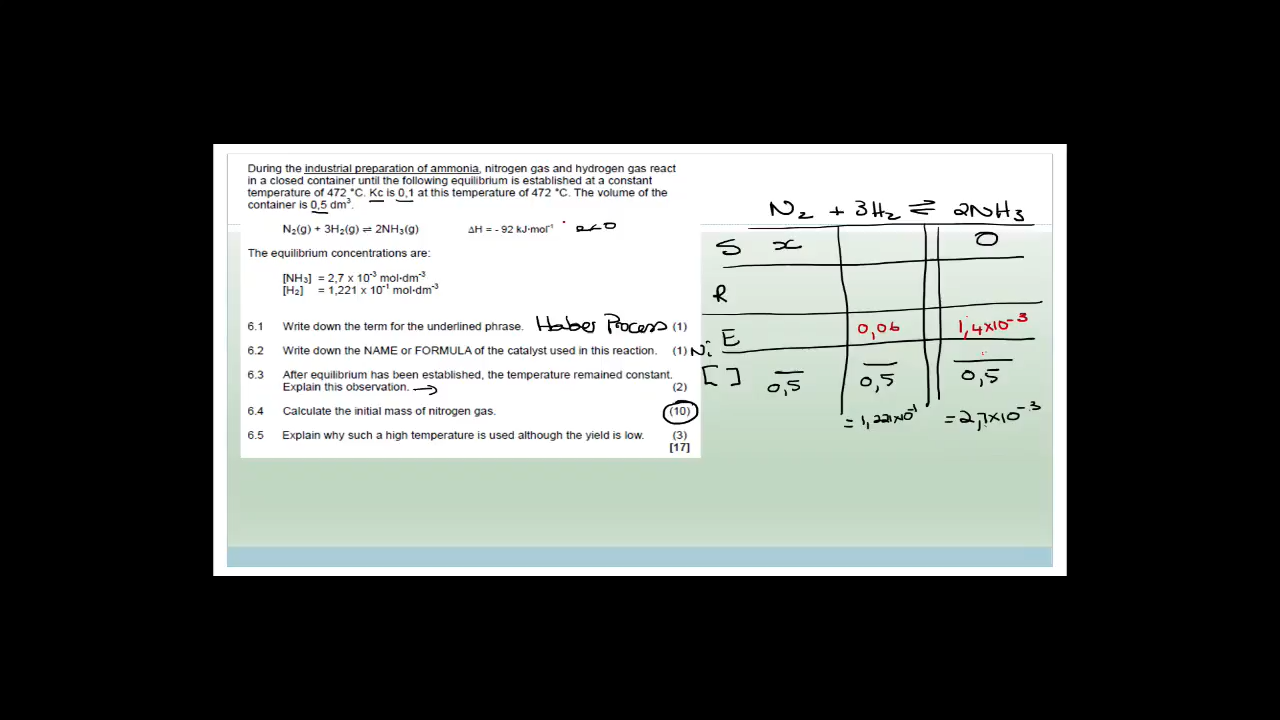 During the industrial preparation of ammonia, nitrogen gas and hydrogen gas react
in a closed container until the following equilibrium is established at a constant
temperature of 472 °C. Kc is 0,1 at this temperature of 472 °C. The volume of the
container is 0,5 dm³.
N₂(g) + 3H₂(g) ⇌ 2NH₃(g) ΔH = - 92 kJ·mol⁻¹
The equilibrium concentrations are:
[NH₃] = 2,7 x 10⁻³ mol·dm⁻³
[H₂] = 1,221 x 10⁻¹ mol·dm⁻³
6.1 Write down the term for the underlined phrase. Haber Process (1)
6.2 Write down the NAME or FORMULA of the catalyst used in this reaction. (1)
6.3 After equilibrium has been established, the temperature remained constant.
Explain this observation. → (2)
6.4 Calculate the initial mass of nitrogen gas. (10)
6.5 Explain why such a high temperature is used although the yield is low. (3)
[17]
N₂ + 3H₂ ⇌ 2NH₃
S x 0
R
E 0,06 1,4x10⁻³
[ ] 0,5 0,5 0,5
= 1,221x10⁻¹ = 2,7x10⁻³